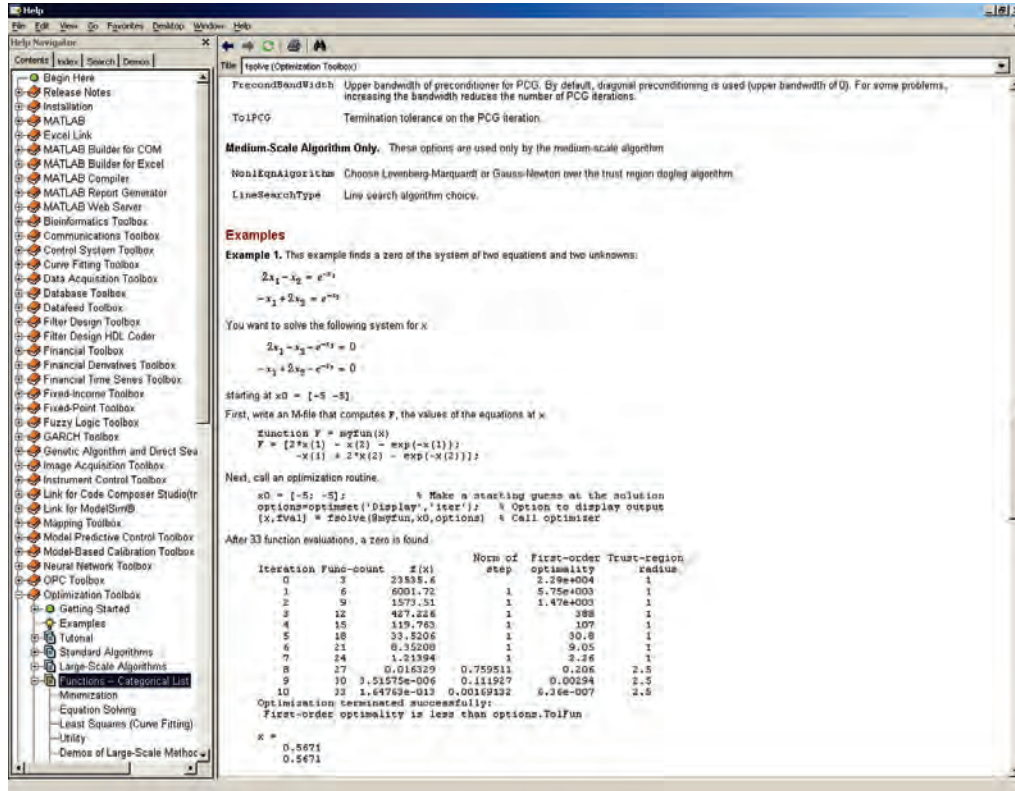 Help
File Edit View Go Favorites Desktop Window Help
Help Navigator
Contents Index Search Demos
Begin Here
Release Notes
Installation
MATLAB
Excel Link
MATLAB Builder for COM
MATLAB Builder for Excel
MATLAB Compiler
MATLAB Report Generator
MATLAB Web Server
Bioinformatics Toolbox
Communications Toolbox
Control System Toolbox
Curve Fitting Toolbox
Data Acquisition Toolbox
Database Toolbox
Datafeed Toolbox
Filter Design Toolbox
Filter Design HDL Coder
Financial Toolbox
Financial Derivatives Toolbox
Financial Time Series Toolbox
Fixed-Income Toolbox
Fixed-Point Toolbox
Fuzzy Logic Toolbox
GARCH Toolbox
Genetic Algorithm and Direct Sea
Image Acquisition Toolbox
Instrument Control Toolbox
Link for Code Composer Studio(tr
Link for ModelSim®
Mapping Toolbox
Model Predictive Control Toolbox
Model-Based Calibration Toolbox
Neural Network Toolbox
OPC Toolbox
Optimization Toolbox
Getting Started
Examples
Tutorial
Standard Algorithms
Large-Scale Algorithms
Functions -- Categorical List
Minimization
Equation Solving
Least Squares (Curve Fitting)
Utility
Demos of Large-Scale Methoc
Title fsolve (Optimization Toolbox)
PrecondBandWidth Upper bandwidth of preconditioner for PCG. By default, diagonal preconditioning is used (upper bandwidth of 0). For some problems,
increasing the bandwidth reduces the number of PCG iterations.
TolPCG Termination tolerance on the PCG iteration.
Medium-Scale Algorithm Only. These options are used only by the medium-scale algorithm
NonlEqnAlgorithm Choose Levenberg-Marquardt or Gauss-Newton over the trust region dogleg algorithm.
LineSearchType Line search algorithm choice.
Examples
Example 1. This example finds a zero of the system of two equations and two unknowns:
2x₁ − x₂ = e^−x₁
−x₁ + 2x₂ = e^−x₂
You want to solve the following system for x
2x₁ − x₂ − e^−x₁ = 0
−x₁ + 2x₂ − e^−x₂ = 0
starting at x0 = [-5 -5].
First, write an M-file that computes F, the values of the equations at x.
function F = myfun(x)
F = [2*x(1) - x(2) - exp(-x(1));
-x(1) + 2*x(2) - exp(-x(2))];
Next, call an optimization routine.
x0 = [-5; -5]; % Make a starting guess at the solution
options=optimset('Display','iter'); % Option to display output
[x,fval] = fsolve(@myfun,x0,options) % Call optimizer
After 33 function evaluations, a zero is found.
Norm of First-order Trust-region
Iteration Func-count f(x) step optimality radius
0 3 23535.6 2.29e+004 1
1 6 6001.72 1 5.75e+003 1
2 9 1573.51 1 1.47e+003 1
3 12 427.226 1 388 1
4 15 119.763 1 107 1
5 18 33.5206 1 30.8 1
6 21 8.35208 1 9.05 1
7 24 1.21394 1 2.26 1
8 27 0.016329 0.759511 0.206 2.5
9 30 3.51575e-006 0.111927 0.00294 2.5
10 33 1.64763e-013 0.00169132 6.36e-007 2.5
Optimization terminated successfully:
First-order optimality is less than options.TolFun
x =
0.5671
0.5671